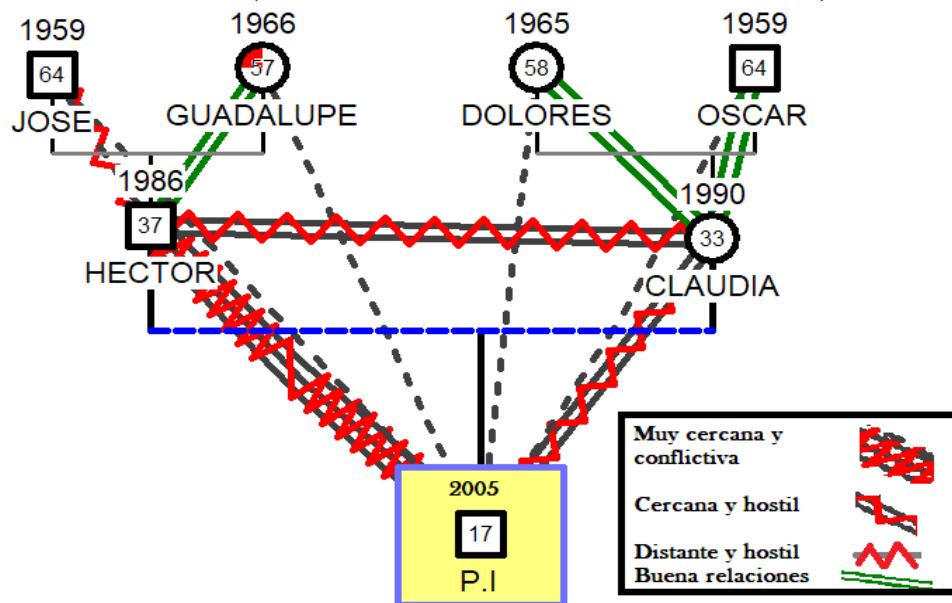 1959
1966
1965
1959
64
57
58
64
JOSE
GUADALUPE
DOLORES
OSCAR
1986
1990
37
33
HECTOR
CLAUDIA
2005
17
P.I
Muy cercana y
conflictiva
Cercana y hostil
Distante y hostil
Buena relaciones